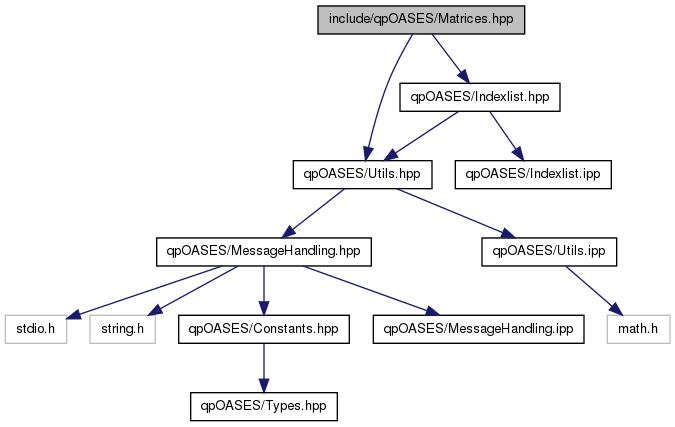 include/qpOASES/Matrices.hpp
qpOASES/Indexlist.hpp
qpOASES/Utils.hpp
qpOASES/Indexlist.ipp
qpOASES/MessageHandling.hpp
qpOASES/Utils.ipp
stdio.h
string.h
qpOASES/Constants.hpp
qpOASES/MessageHandling.ipp
math.h
qpOASES/Types.hpp